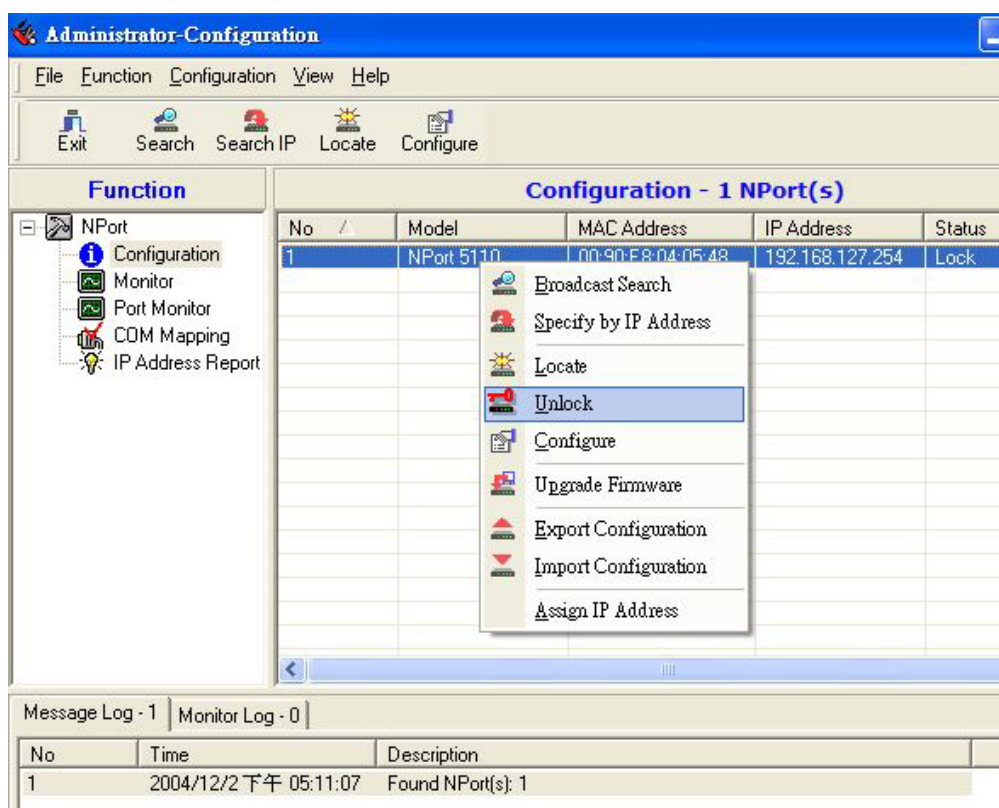 Administrator-Configuration
File Function Configuration View Help
Exit Search Search IP Locate Configure
Function
Configuration - 1 NPort(s)
NPort
Configuration
Monitor
Port Monitor
COM Mapping
IP Address Report
No Model MAC Address IP Address Status
1 NPort 5110 00:90:E8:04:05:48 192.168.127.254 Lock
Broadcast Search
Specify by IP Address
Locate
Unlock
Configure
Upgrade Firmware
Export Configuration
Import Configuration
Assign IP Address
Message Log - 1 Monitor Log - 0
No Time Description
1 2004/12/2 下午 05:11:07 Found NPort(s): 1